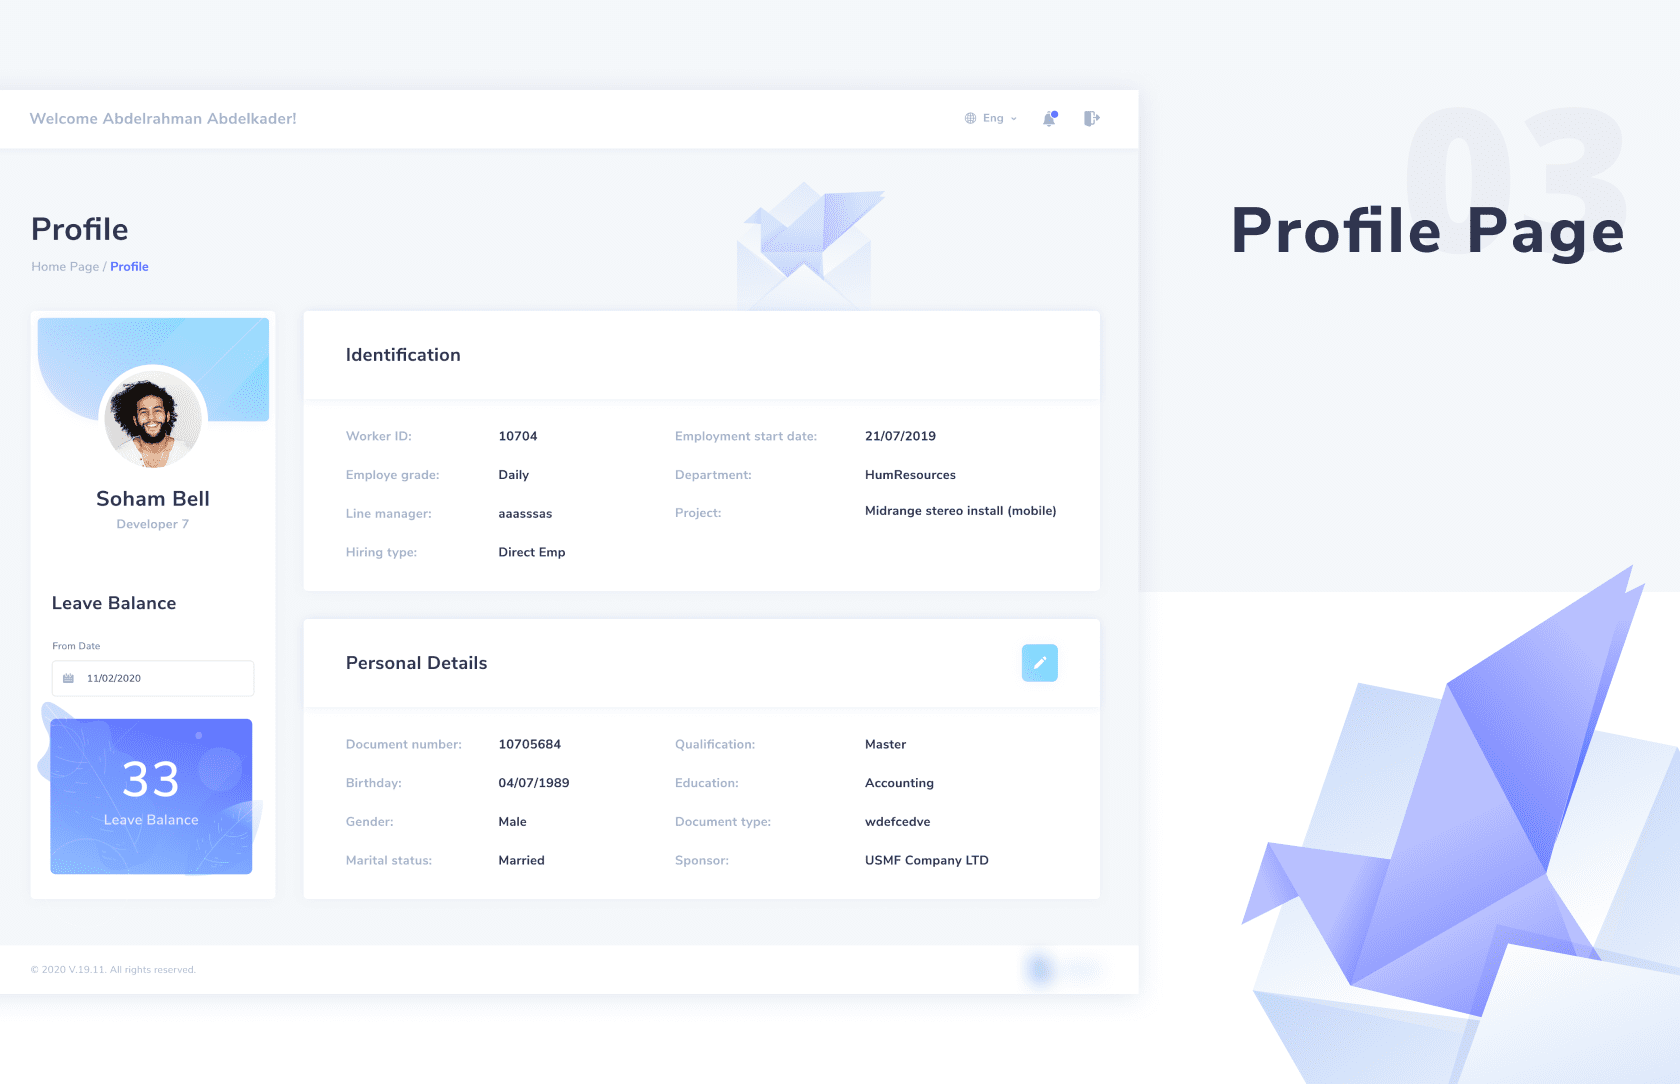 Welcome Abdelrahman Abdelkader!
Eng
03
Profile Page
Profile
Home Page / Profile
Soham Bell
Developer 7
Leave Balance
From Date
11/02/2020
33
Leave Balance
Identification
Worker ID: 10704 Employment start date: 21/07/2019
Employe grade: Daily Department: HumResources
Line manager: aaasssas Project: Midrange stereo install (mobile)
Hiring type: Direct Emp
Personal Details
Document number: 10705684 Qualification: Master
Birthday: 04/07/1989 Education: Accounting
Gender: Male Document type: wdefcedve
Marital status: Married Sponsor: USMF Company LTD
© 2020 V.19.11. All rights reserved.